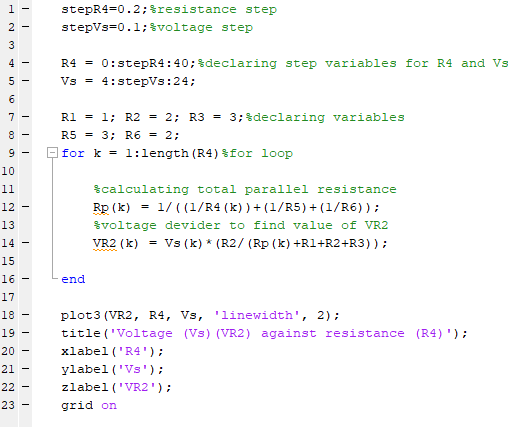 1 – stepR4=0.2;%resistance step
2 – stepVs=0.1;%voltage step
3
4 – R4 = 0:stepR4:40;%declaring step variables for R4 and Vs
5 – Vs = 4:stepVs:24;
6
7 – R1 = 1; R2 = 2; R3 = 3;%declaring variables
8 – R5 = 3; R6 = 2;
9 – for k = 1:length(R4)%for loop
10
11 %calculating total parallel resistance
12 – Rp(k) = 1/((1/R4(k))+(1/R5)+(1/R6));
13 %voltage devider to find value of VR2
14 – VR2(k) = Vs(k)*(R2/(Rp(k)+R1+R2+R3));
15
16 – end
17
18 – plot3(VR2, R4, Vs, 'linewidth', 2);
19 – title('Voltage (Vs)(VR2) against resistance (R4)');
20 – xlabel('R4');
21 – ylabel('Vs');
22 – zlabel('VR2');
23 – grid on